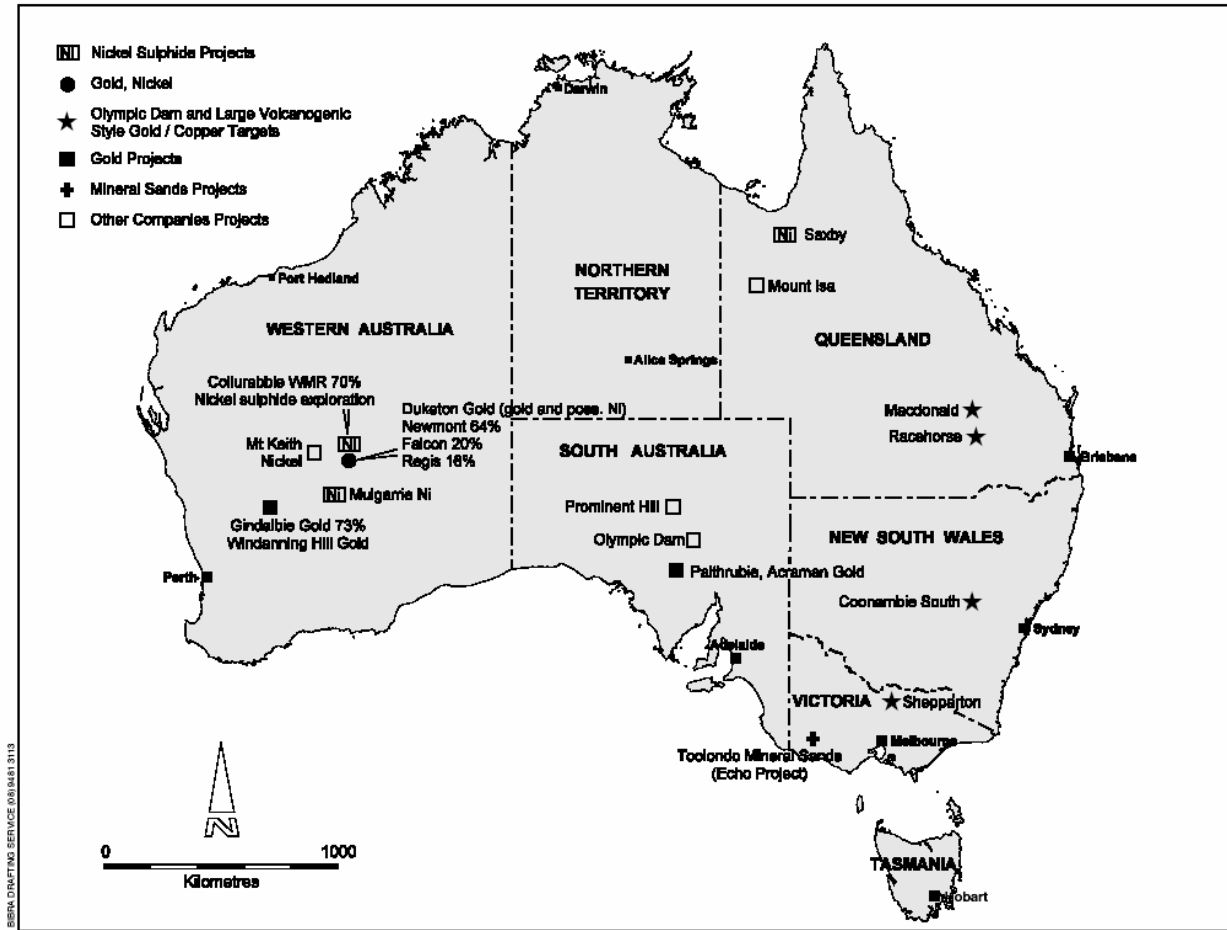 Nickel Sulphide Projects
Gold, Nickel
Olympic Dam and Large Volcanogenic
Style Gold / Copper Targets
Gold Projects
Mineral Sands Projects
Other Companies Projects
Ni
Darwin
Port Hedland
Alice Springs
Perth
Adelaide
Melbourne
Sydney
Brisbane
Hobart
WESTERN AUSTRALIA
NORTHERN
TERRITORY
QUEENSLAND
SOUTH AUSTRALIA
NEW SOUTH WALES
VICTORIA
TASMANIA
Ni Saxby
Mount Isa
Macdonald
Racehorse
Collurabbie WMR 70%
Nickel sulphide exploration
Ni
Mt Keith
Nickel
Duketon Gold (gold and poss. Ni)
Newmont 64%
Falcon 20%
Regis 16%
Ni Mulgarrie Ni
Gindalbie Gold 73%
Windanning Hill Gold
Prominent Hill
Olympic Dam
Palthrubie, Acraman Gold
Coonambie South
Shepparton
Toolondo Mineral Sands
(Echo Project)
N
0 1000
Kilometres
BIBRA DRAFTING SERVICE (08) 9481 3113